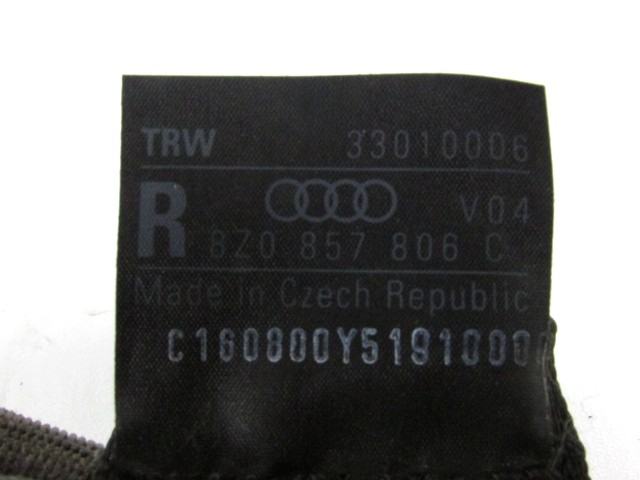 TRW 33010006
R V04
8Z0 857 806 C
Made In Czech Republic
C160800Y5191000